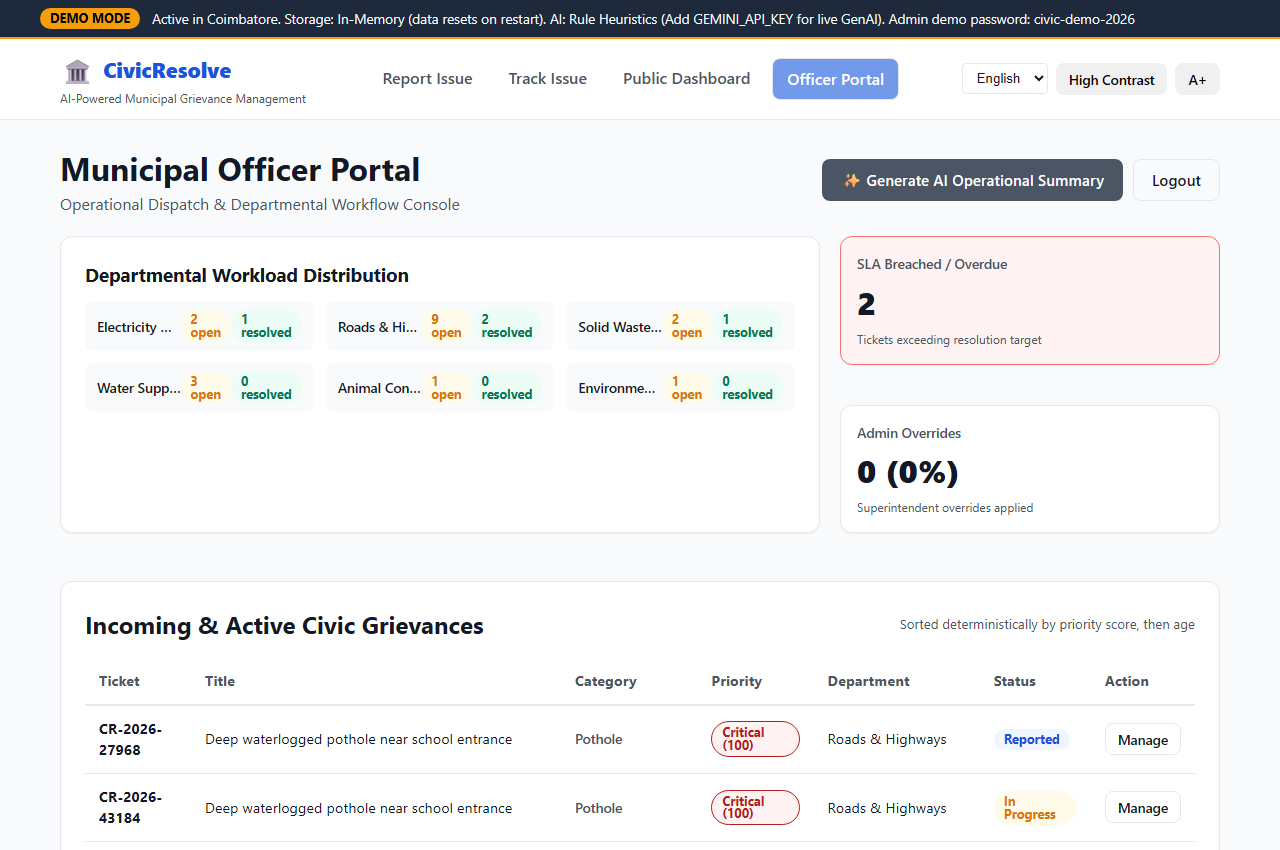 DEMO MODE Active in Coimbatore. Storage: In-Memory (data resets on restart). AI: Rule Heuristics (Add GEMINI_API_KEY for live GenAI). Admin demo password: civic-demo-2026
CivicResolve
AI-Powered Municipal Grievance Management
Report Issue Track Issue Public Dashboard Officer Portal English High Contrast A+
Municipal Officer Portal
Operational Dispatch & Departmental Workflow Console
✨ Generate AI Operational Summary Logout
Departmental Workload Distribution
Electricity ... 2 open 1 resolved
Roads & Hi... 9 open 2 resolved
Solid Waste... 2 open 1 resolved
Water Supp... 3 open 0 resolved
Animal Con... 1 open 0 resolved
Environme... 1 open 0 resolved
SLA Breached / Overdue
2
Tickets exceeding resolution target
Admin Overrides
0 (0%)
Superintendent overrides applied
Incoming & Active Civic Grievances
Sorted deterministically by priority score, then age
Ticket Title Category Priority Department Status Action
CR-2026-27968 Deep waterlogged pothole near school entrance Pothole Critical (100) Roads & Highways Reported Manage
CR-2026-43184 Deep waterlogged pothole near school entrance Pothole Critical (100) Roads & Highways In Progress Manage